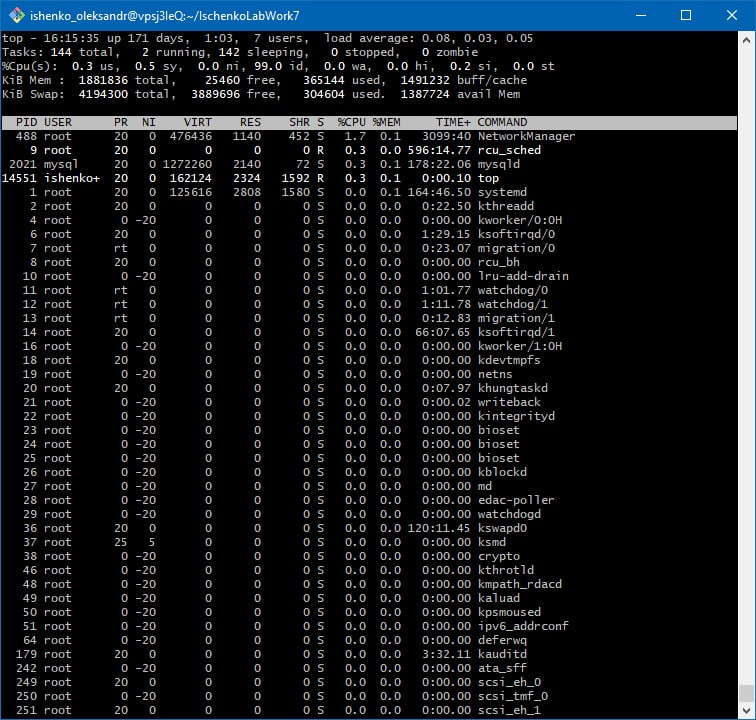 ishenko_oleksandr@vpsj3leQ:~/IschenkoLabWork7
top - 16:15:35 up 171 days,  1:03,  7 users,  load average: 0.08, 0.03, 0.05
Tasks: 144 total,   2 running, 142 sleeping,   0 stopped,   0 zombie
%Cpu(s):  0.3 us,  0.5 sy,  0.0 ni, 99.0 id,  0.0 wa,  0.0 hi,  0.2 si,  0.0 st
KiB Mem :  1881836 total,    25460 free,   365144 used,  1491232 buff/cache
KiB Swap:  4194300 total,  3889696 free,   304604 used.  1387724 avail Mem
PID USER      PR  NI    VIRT    RES    SHR S  %CPU %MEM     TIME+ COMMAND
488 root      20   0  476436   1140    452 S   1.7  0.1   3099:40 NetworkManager
9 root      20   0       0      0      0 R   0.3  0.0 596:14.77 rcu_sched
2021 mysql     20   0 1272260   2140     72 S   0.3  0.1 178:22.06 mysqld
14551 ishenko+  20   0  162124   2324   1592 R   0.3  0.1   0:00.10 top
1 root      20   0  125616   2808   1580 S   0.0  0.1 164:46.50 systemd
2 root      20   0       0      0      0 S   0.0  0.0   0:22.50 kthreadd
4 root       0 -20       0      0      0 S   0.0  0.0   0:00.00 kworker/0:0H
6 root      20   0       0      0      0 S   0.0  0.0   1:29.15 ksoftirqd/0
7 root      rt   0       0      0      0 S   0.0  0.0   0:23.07 migration/0
8 root      20   0       0      0      0 S   0.0  0.0   0:00.00 rcu_bh
10 root       0 -20       0      0      0 S   0.0  0.0   0:00.00 lru-add-drain
11 root      rt   0       0      0      0 S   0.0  0.0   1:01.77 watchdog/0
12 root      rt   0       0      0      0 S   0.0  0.0   1:11.78 watchdog/1
13 root      rt   0       0      0      0 S   0.0  0.0   0:12.83 migration/1
14 root      20   0       0      0      0 S   0.0  0.0  66:07.65 ksoftirqd/1
16 root       0 -20       0      0      0 S   0.0  0.0   0:00.00 kworker/1:0H
18 root      20   0       0      0      0 S   0.0  0.0   0:00.00 kdevtmpfs
19 root       0 -20       0      0      0 S   0.0  0.0   0:00.00 netns
20 root      20   0       0      0      0 S   0.0  0.0   0:07.97 khungtaskd
21 root       0 -20       0      0      0 S   0.0  0.0   0:00.02 writeback
22 root       0 -20       0      0      0 S   0.0  0.0   0:00.00 kintegrityd
23 root       0 -20       0      0      0 S   0.0  0.0   0:00.00 bioset
24 root       0 -20       0      0      0 S   0.0  0.0   0:00.00 bioset
25 root       0 -20       0      0      0 S   0.0  0.0   0:00.00 bioset
26 root       0 -20       0      0      0 S   0.0  0.0   0:00.00 kblockd
27 root       0 -20       0      0      0 S   0.0  0.0   0:00.00 md
28 root       0 -20       0      0      0 S   0.0  0.0   0:00.00 edac-poller
29 root       0 -20       0      0      0 S   0.0  0.0   0:00.00 watchdogd
36 root      20   0       0      0      0 S   0.0  0.0 120:11.45 kswapd0
37 root      25   5       0      0      0 S   0.0  0.0   0:00.00 ksmd
38 root       0 -20       0      0      0 S   0.0  0.0   0:00.00 crypto
46 root       0 -20       0      0      0 S   0.0  0.0   0:00.00 kthrotld
48 root       0 -20       0      0      0 S   0.0  0.0   0:00.00 kmpath_rdacd
49 root       0 -20       0      0      0 S   0.0  0.0   0:00.00 kaluad
50 root       0 -20       0      0      0 S   0.0  0.0   0:00.00 kpsmoused
51 root       0 -20       0      0      0 S   0.0  0.0   0:00.00 ipv6_addrconf
64 root       0 -20       0      0      0 S   0.0  0.0   0:00.00 deferwq
179 root      20   0       0      0      0 S   0.0  0.0   3:32.11 kauditd
242 root       0 -20       0      0      0 S   0.0  0.0   0:00.00 ata_sff
249 root      20   0       0      0      0 S   0.0  0.0   0:00.00 scsi_eh_0
250 root       0 -20       0      0      0 S   0.0  0.0   0:00.00 scsi_tmf_0
251 root      20   0       0      0      0 S   0.0  0.0   0:00.00 scsi_eh_1